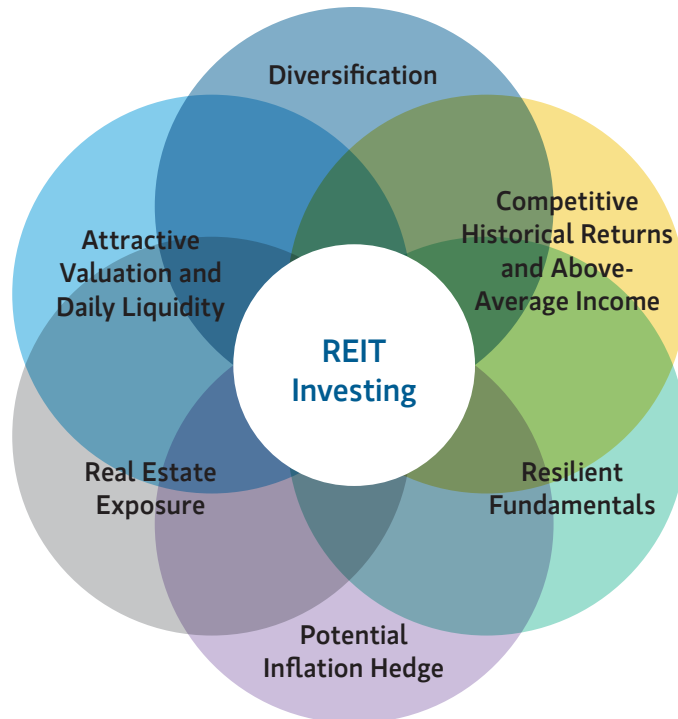 Diversification
Competitive
Historical Returns
and Above-
Average Income
Attractive
Valuation and
Daily Liquidity
REIT
Investing
Real Estate
Exposure
Resilient
Fundamentals
Potential
Inflation Hedge